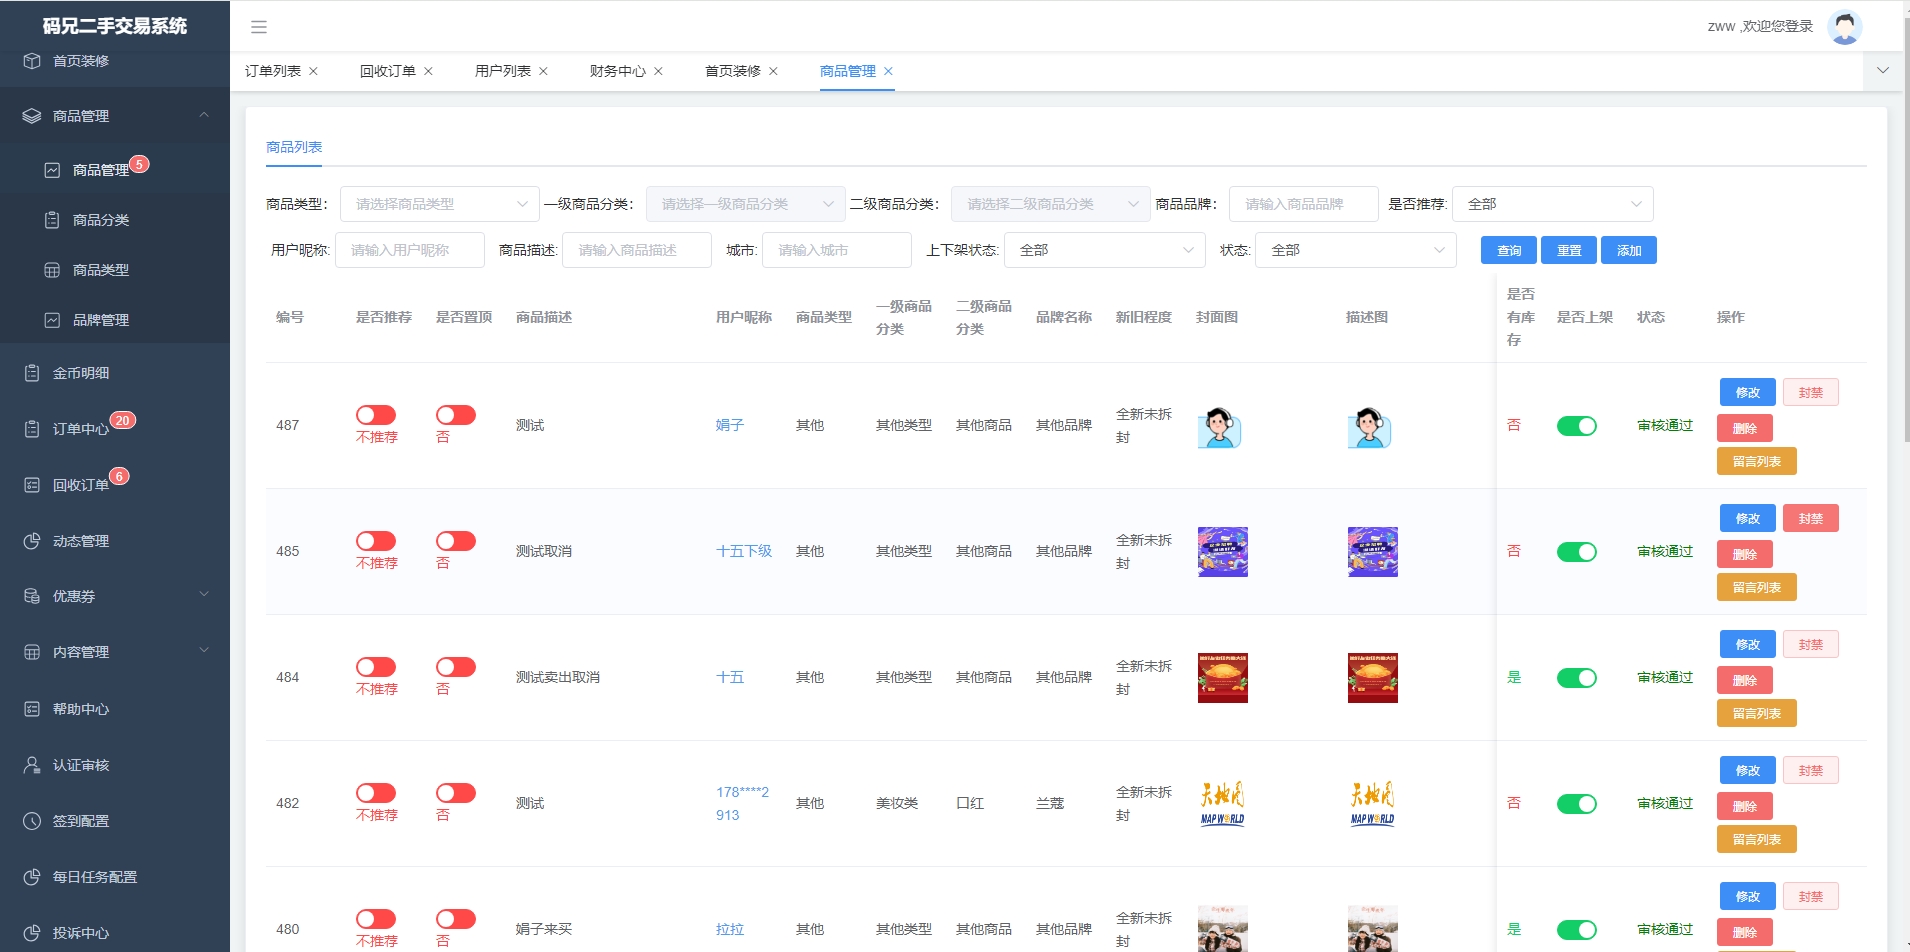 码兄二手交易系统
zww ,欢迎您登录
首页装修
商品管理
商品管理 5
商品分类
商品类型
品牌管理
金币明细
订单中心 20
回收订单 6
动态管理
优惠券
内容管理
帮助中心
认证审核
签到配置
每日任务配置
投诉中心
订单列表 回收订单 用户列表 财务中心 首页装修 商品管理
商品列表
商品类型: 请选择商品类型 一级商品分类: 请选择一级商品分类 二级商品分类: 请选择二级商品分类 商品品牌: 请输入商品品牌 是否推荐: 全部
用户昵称: 请输入用户昵称 商品描述: 请输入商品描述 城市: 请输入城市 上下架状态: 全部 状态: 全部 查询 重置 添加
编号 是否推荐 是否置顶 商品描述 用户昵称 商品类型 一级商品分类 二级商品分类 品牌名称 新旧程度 封面图 描述图 是否有库存 是否上架 状态 操作
487 不推荐 否 测试 娟子 其他 其他类型 其他商品 其他品牌 全新未拆封 否 审核通过 修改 封禁
删除
留言列表
485 不推荐 否 测试取消 十五下级 其他 其他类型 其他商品 其他品牌 全新未拆封 否 审核通过 修改 封禁
删除
留言列表
484 不推荐 否 测试卖出取消 十五 其他 其他类型 其他商品 其他品牌 全新未拆封 是 审核通过 修改 封禁
删除
留言列表
482 不推荐 否 测试 178****2913 其他 美妆类 口红 兰蔻 全新未拆封 天地图 MAP WORLD 天地图 MAP WORLD 否 审核通过 修改 封禁
删除
留言列表
480 不推荐 否 娟子来买 拉拉 其他 其他类型 其他商品 其他品牌 全新未拆封 是 审核通过 修改 封禁
删除